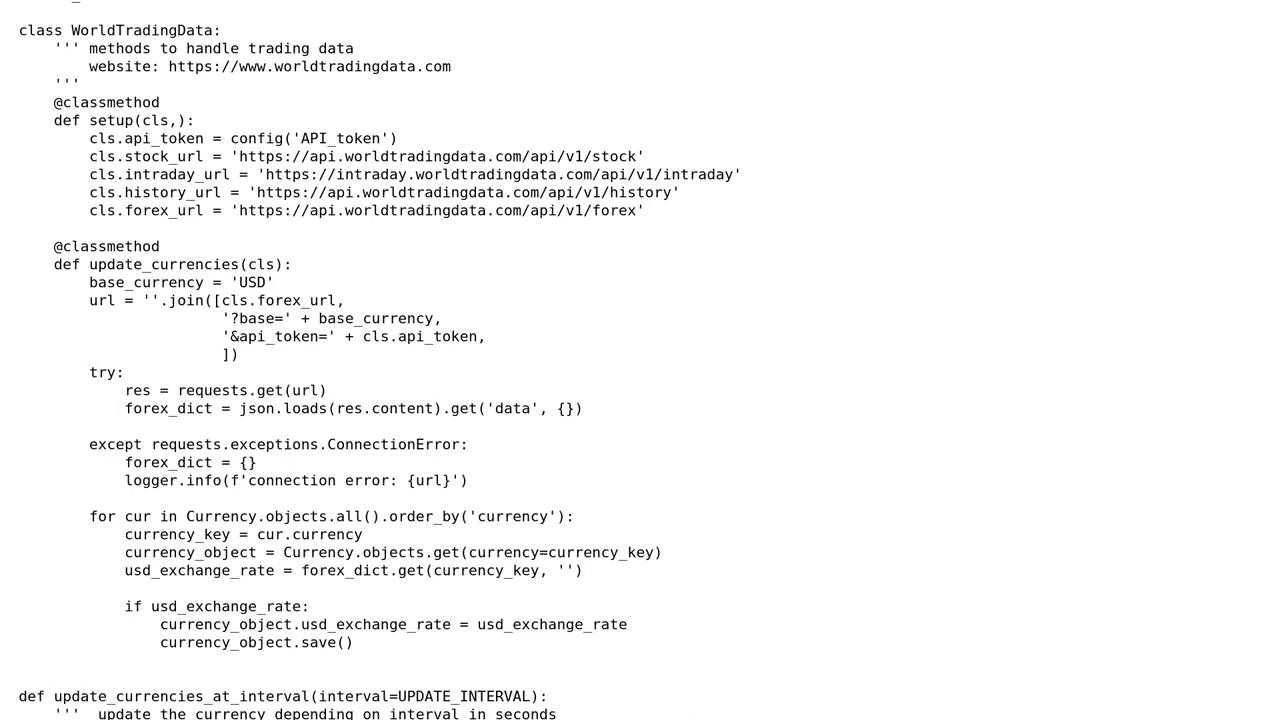 class WorldTradingData:
    ''' methods to handle trading data
        website: https://www.worldtradingdata.com
    '''
    @classmethod
    def setup(cls,):
        cls.api_token = config('API_token')
        cls.stock_url = 'https://api.worldtradingdata.com/api/v1/stock'
        cls.intraday_url = 'https://intraday.worldtradingdata.com/api/v1/intraday'
        cls.history_url = 'https://api.worldtradingdata.com/api/v1/history'
        cls.forex_url = 'https://api.worldtradingdata.com/api/v1/forex'

    @classmethod
    def update_currencies(cls):
        base_currency = 'USD'
        url = ''.join([cls.forex_url,
                       '?base=' + base_currency,
                       '&api_token=' + cls.api_token,
                       ])
        try:
            res = requests.get(url)
            forex_dict = json.loads(res.content).get('data', {})

        except requests.exceptions.ConnectionError:
            forex_dict = {}
            logger.info(f'connection error: {url}')

        for cur in Currency.objects.all().order_by('currency'):
            currency_key = cur.currency
            currency_object = Currency.objects.get(currency=currency_key)
            usd_exchange_rate = forex_dict.get(currency_key, '')

            if usd_exchange_rate:
                currency_object.usd_exchange_rate = usd_exchange_rate
                currency_object.save()


def update_currencies_at_interval(interval=UPDATE_INTERVAL):
    '''  update the currency depending on interval in seconds